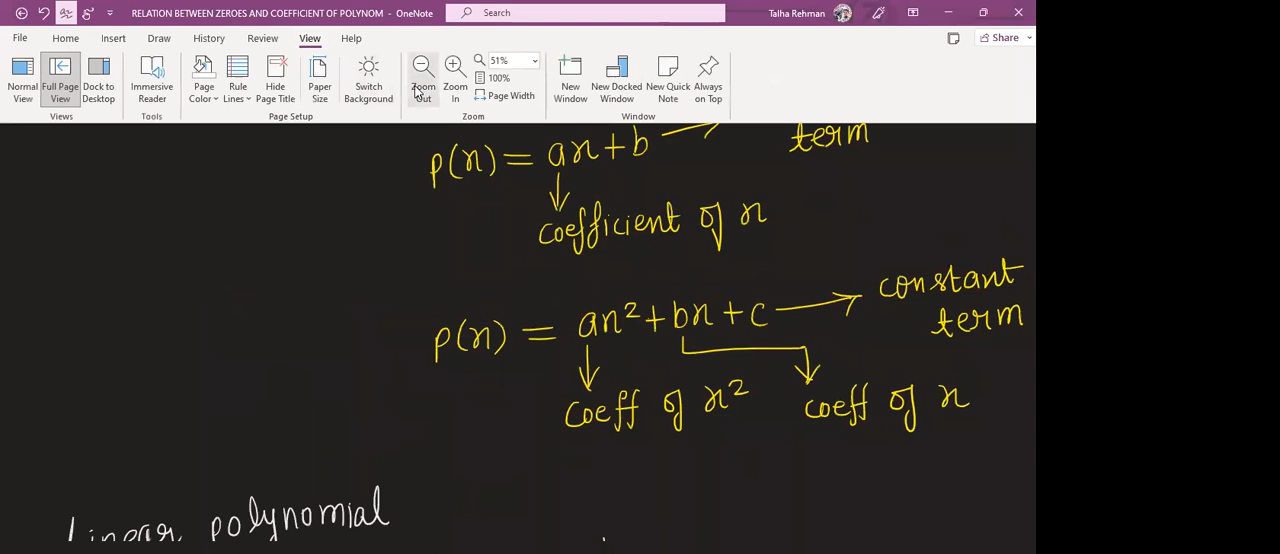 RELATION BETWEEN ZEROES AND COEFFICIENT OF POLYNOM - OneNote
Search
Talha Rehman
File Home Insert Draw History Review View Help
Share
Normal View
Full Page View
Dock to Desktop
Immersive Reader
Page Color
Rule Lines
Hide Page Title
Paper Size
Switch Background
Zoom Out
Zoom In
51%
100%
Page Width
New Window
New Docked Window
New Quick Note
Always on Top
Views Tools Page Setup Zoom Window
p(x) = ax + b
term
coefficient of x
p(x) = ax² + bx + c
constant term
coeff of x² coeff of x
Linear polynomial